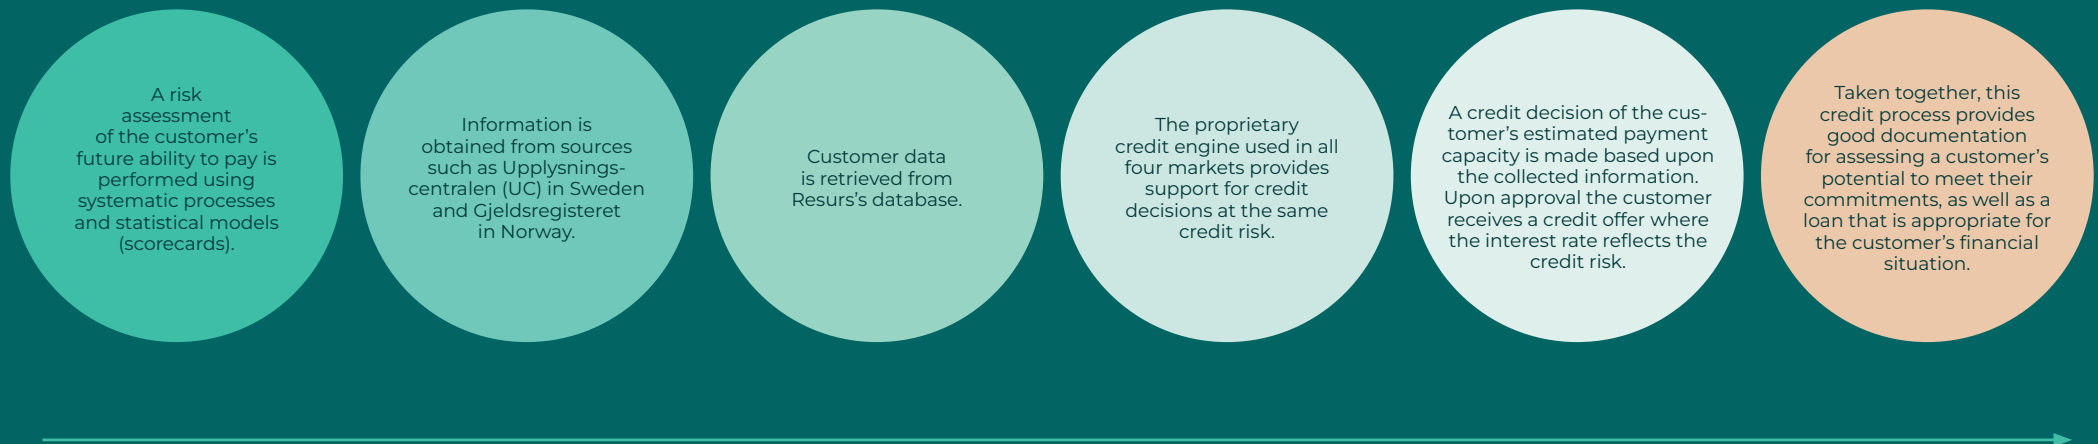 A risk
assessment
of the customer's
future ability to pay is
performed using
systematic processes
and statistical models
(scorecards).
Information is
obtained from sources
such as Upplysnings-
centralen (UC) in Sweden
and Gjeldsregisteret
in Norway.
Customer data
is retrieved from
Resurs's database.
The proprietary
credit engine used in all
four markets provides
support for credit
decisions at the same
credit risk.
A credit decision of the cus-
tomer's estimated payment
capacity is made based upon
the collected information.
Upon approval the customer
receives a credit offer where
the interest rate reflects the
credit risk.
Taken together, this
credit process provides
good documentation
for assessing a customer's
potential to meet their
commitments, as well as a
loan that is appropriate for
the customer's financial
situation.